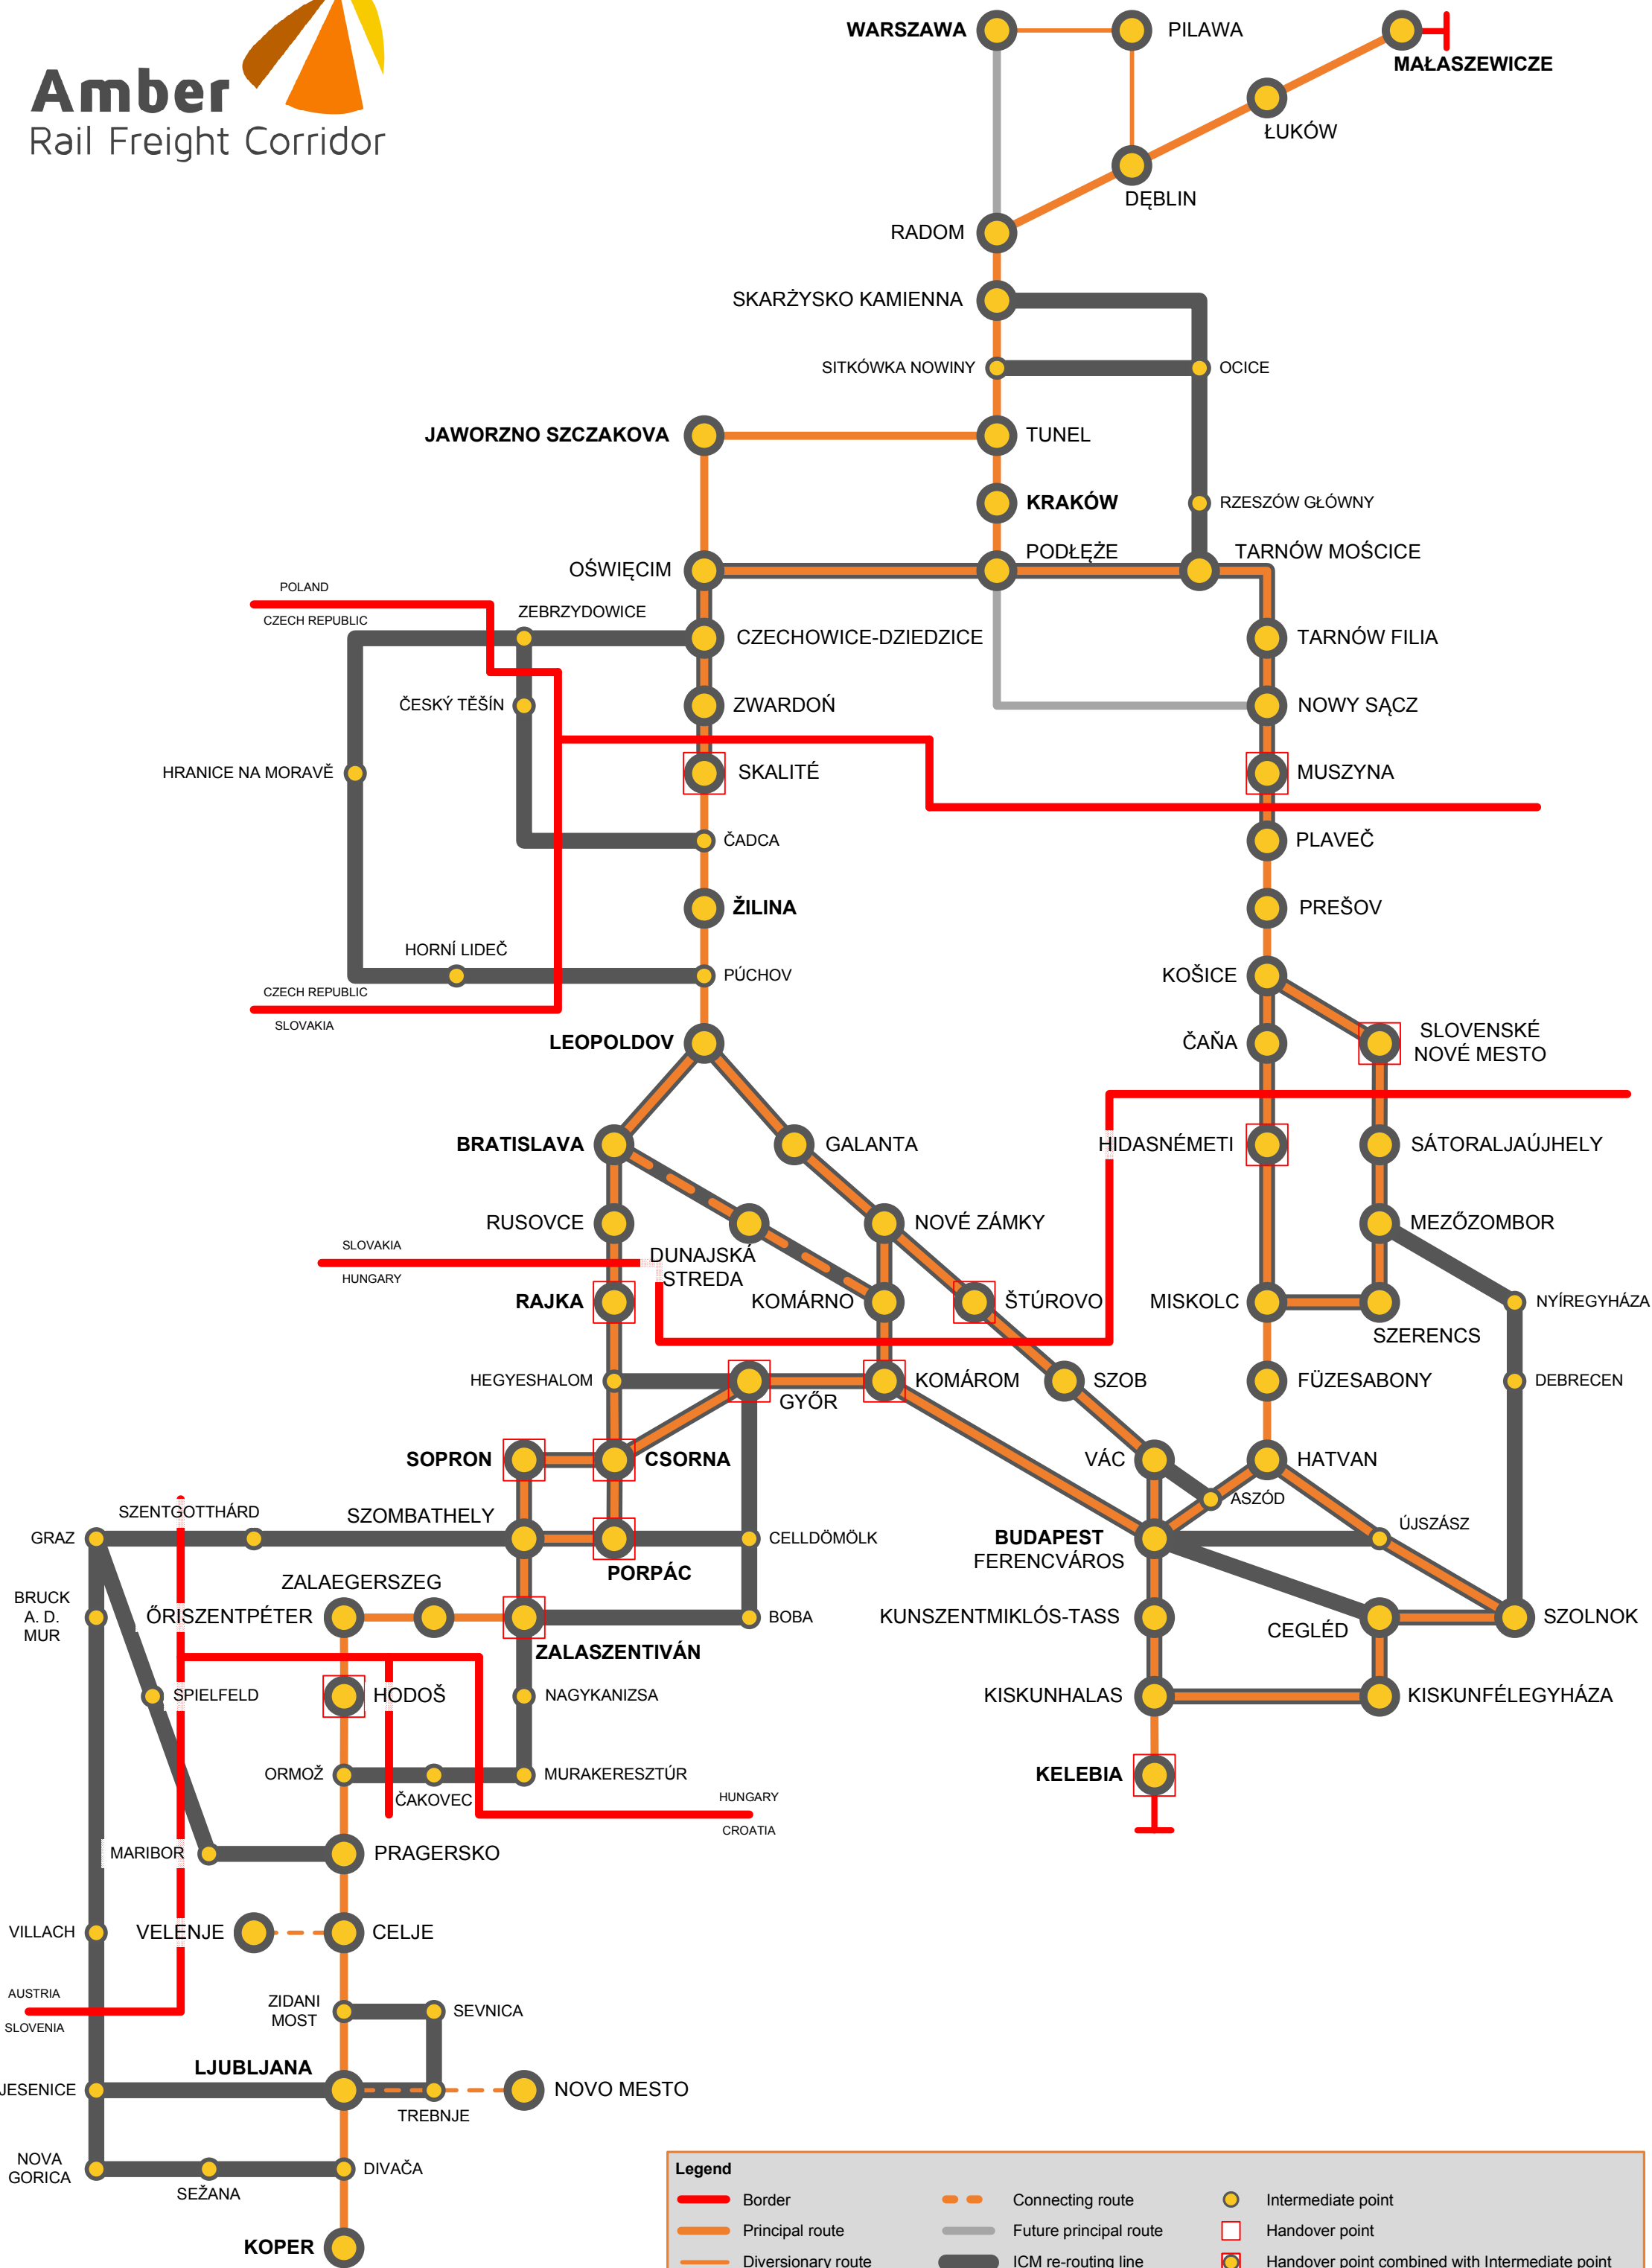 WARSZAWA
PILAWA
MAŁASZEWICZE
Amber
Rail Freight Corridor
ŁUKÓW
DĘBLIN
RADOM
SKARŻYSKO KAMIENNA
SITKÓWKA NOWINY
OCICE
JAWORZNO SZCZAKOVA
TUNEL
KRAKÓW
RZESZÓW GŁÓWNY
PODŁĘŻE
TARNÓW MOŚCICE
OŚWIĘCIM
POLAND
CZECH REPUBLIC
ZEBRZYDOWICE
CZECHOWICE-DZIEDZICE
TARNÓW FILIA
ČESKÝ TĚŠÍN
ZWARDOŃ
NOWY SĄCZ
HRANICE NA MORAVĚ
SKALITÉ
MUSZYNA
ČADCA
PLAVEČ
ŽILINA
PREŠOV
HORNÍ LIDEČ
PÚCHOV
KOŠICE
CZECH REPUBLIC
SLOVAKIA
LEOPOLDOV
ČAŇA
SLOVENSKÉ
NOVÉ MESTO
BRATISLAVA
GALANTA
HIDASNÉMETI
SÁTORALJAÚJHELY
RUSOVCE
NOVÉ ZÁMKY
MEZŐZOMBOR
SLOVAKIA
HUNGARY
DUNAJSKÁ
STREDA
RAJKA
KOMÁRNO
ŠTÚROVO
MISKOLC
SZERENCS
NYÍREGYHÁZA
HEGYESHALOM
GYŐR
KOMÁROM
SZOB
FÜZESABONY
DEBRECEN
SOPRON
CSORNA
VÁC
HATVAN
ASZÓD
SZENTGOTTHÁRD
SZOMBATHELY
GRAZ
CELLDÖMÖLK
BUDAPEST
FERENCVÁROS
ÚJSZÁSZ
PORPÁC
ZALAEGERSZEG
BRUCK
A. D.
MUR
ŐRISZENTPÉTER
BOBA
KUNSZENTMIKLÓS-TASS
CEGLÉD
SZOLNOK
ZALASZENTIVÁN
SPIELFELD
HODOŠ
NAGYKANIZSA
KISKUNHALAS
KISKUNFÉLEGYHÁZA
ORMOŽ
ČAKOVEC
MURAKERESZTÚR
KELEBIA
HUNGARY
CROATIA
MARIBOR
PRAGERSKO
VILLACH
VELENJE
CELJE
AUSTRIA
SLOVENIA
ZIDANI
MOST
SEVNICA
LJUBLJANA
JESENICE
NOVO MESTO
TREBNJE
NOVA
GORICA
SEŽANA
DIVAČA
KOPER
Legend
Border
Connecting route
Intermediate point
Principal route
Future principal route
Handover point
Diversionary route
ICM re-routing line
Handover point combined with Intermediate point